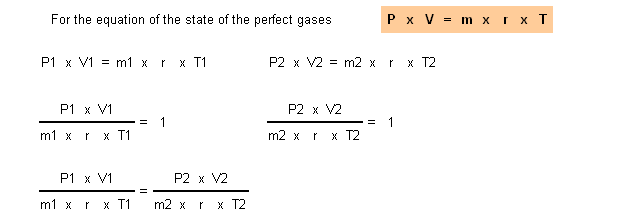 For the equation of the state of the perfect gases
P x V = m x r x T
P1 x V1 = m1 x r x T1
P2 x V2 = m2 x r x T2
P1 x V1
m1 x r x T1
= 1
P2 x V2
m2 x r x T2
= 1
P1 x V1
m1 x r x T1
=
P2 x V2
m2 x r x T2